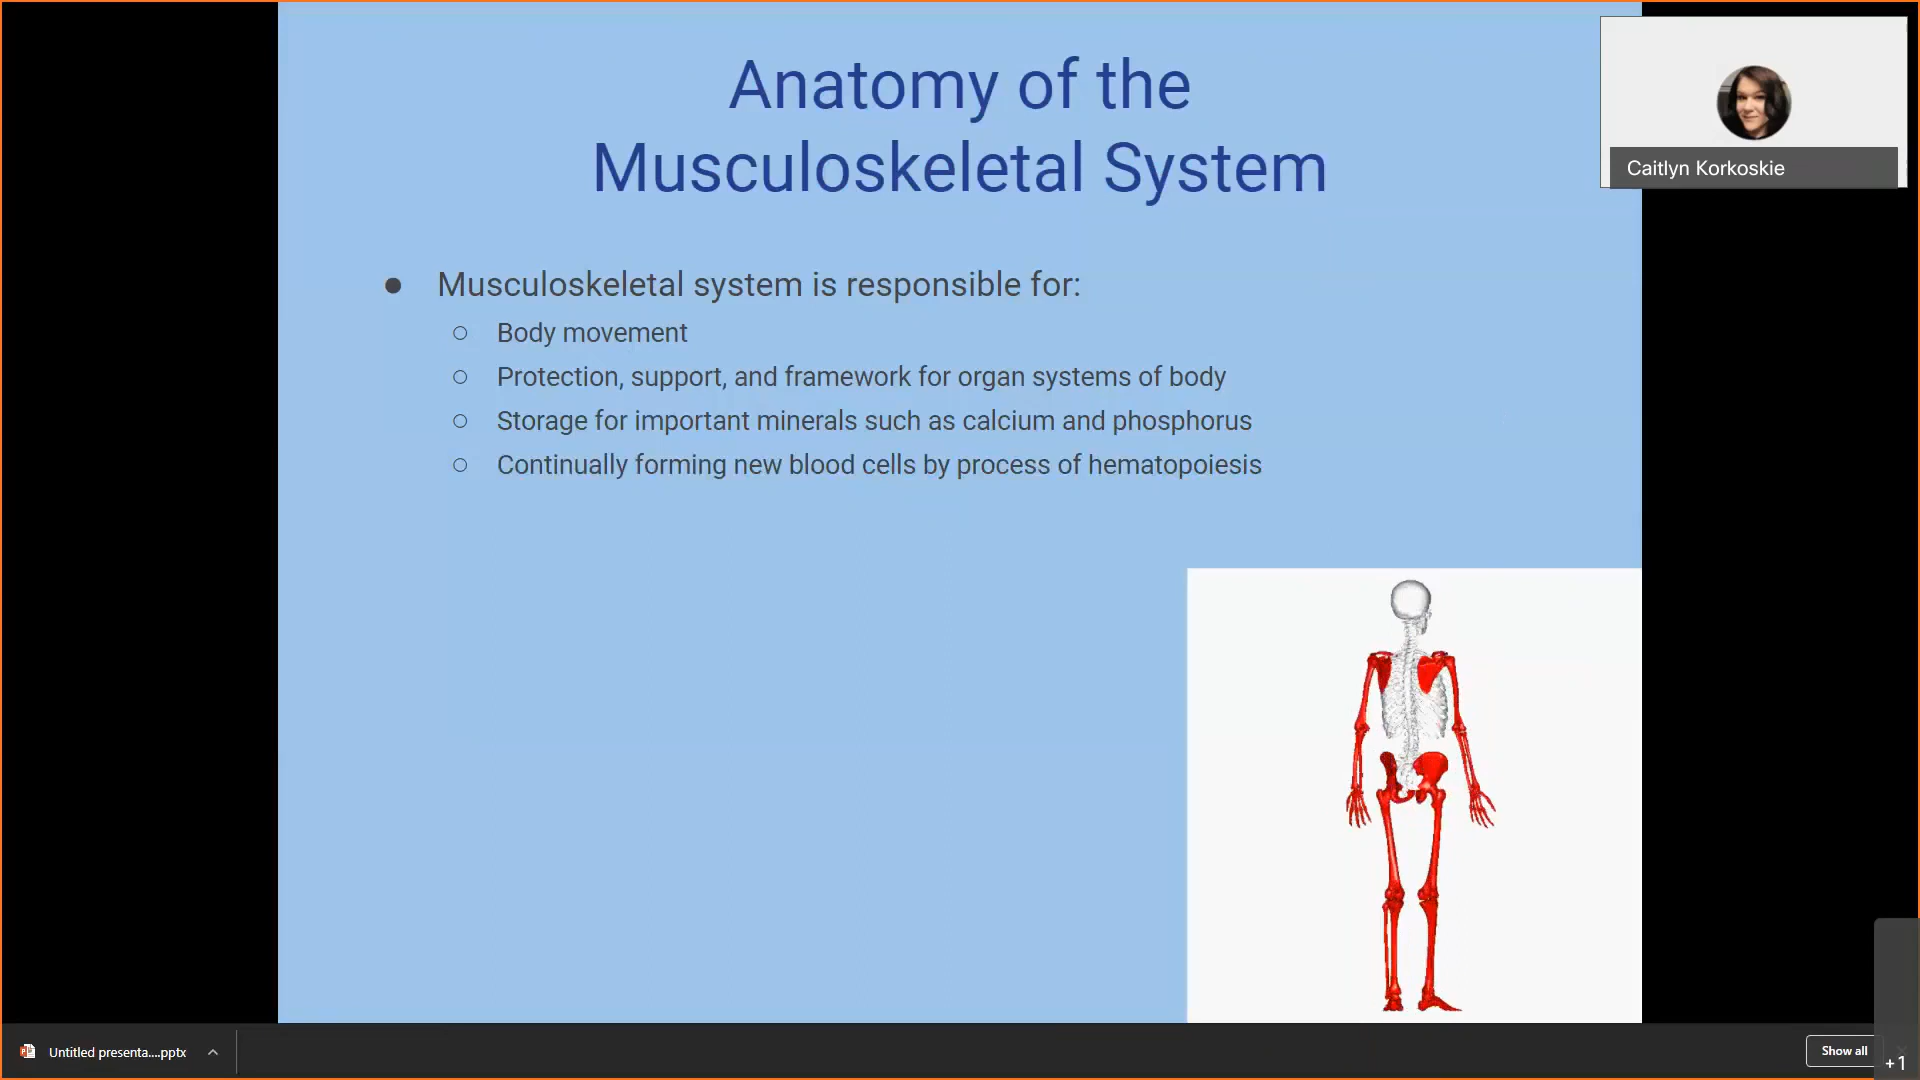 Anatomy of the
Musculoskeletal System
Caitlyn Korkoskie
● Musculoskeletal system is responsible for:
○ Body movement
○ Protection, support, and framework for organ systems of body
○ Storage for important minerals such as calcium and phosphorus
○ Continually forming new blood cells by process of hematopoiesis
Untitled presenta....pptx
Show all
+1